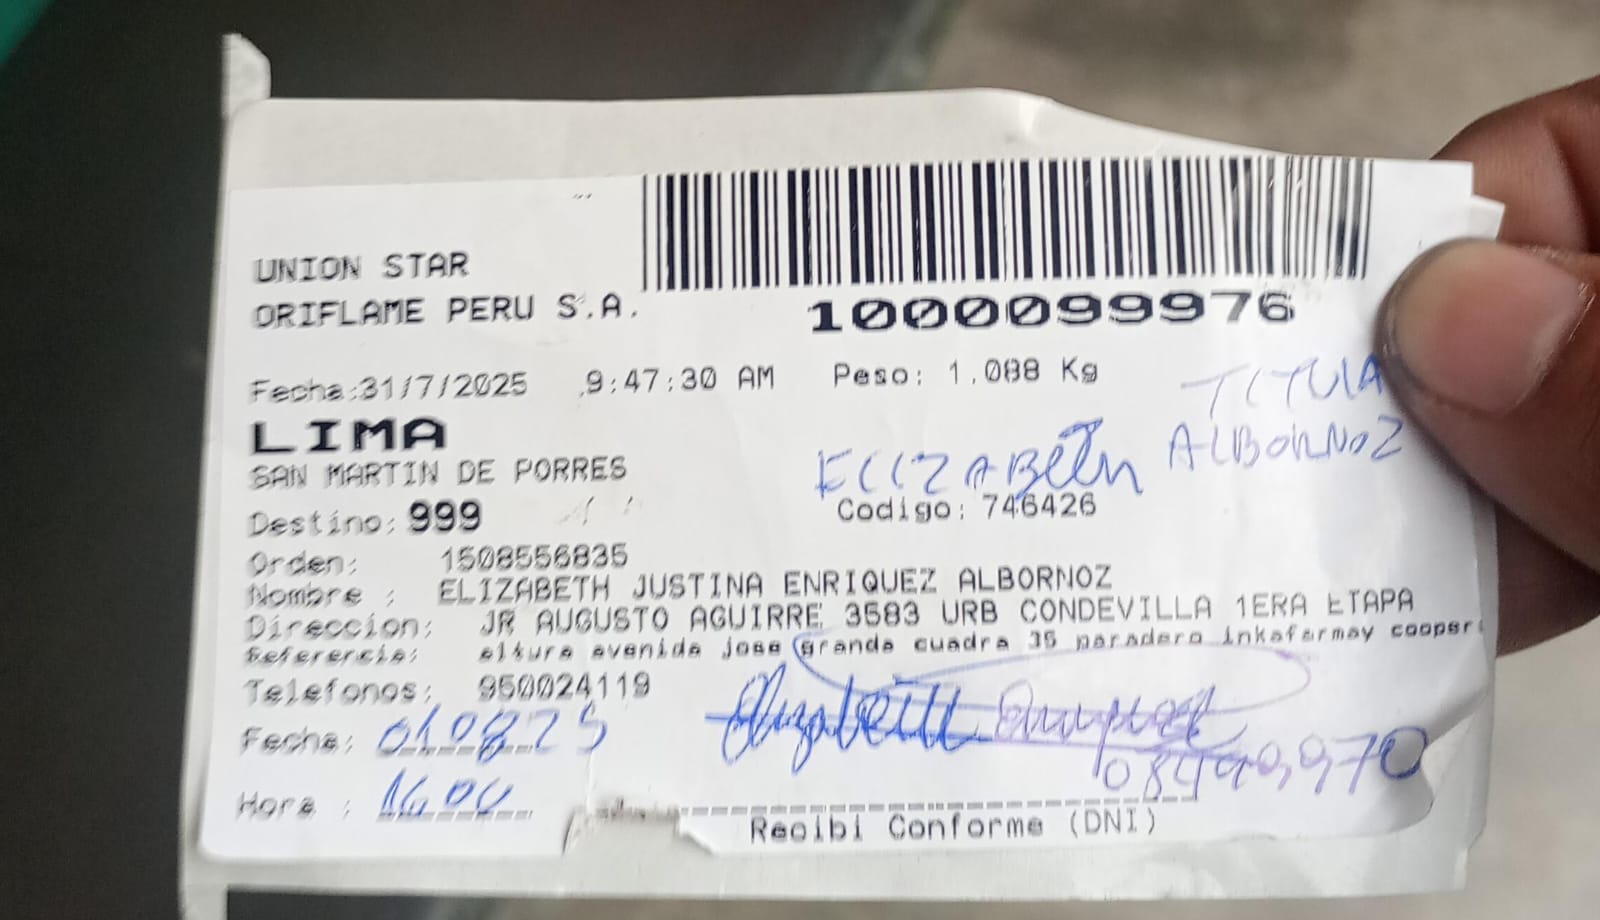 UNION STAR
ORIFLAME PERU S.A.
1000099976
Fecha:31/7/2025 9:47:30 AM Peso: 1,088 Kg
TITULA
LIMA
ELIZABETH ALBORNOZ
SAN MARTIN DE PORRES
Destino: 999 Codigo: 746426
Orden: 1508556835
Nombre : ELIZABETH JUSTINA ENRIQUEZ ALBORNOZ
Direccion: JR AUGUSTO AGUIRRE 3583 URB CONDEVILLA 1ERA ETAPA
Referencia: altura avenida jose granda cuadra 35 paradero inkafarmay cooper
Telefonos: 950024119
Fecha: 010825
Hora : 16.00
Recibi Conforme (DNI)